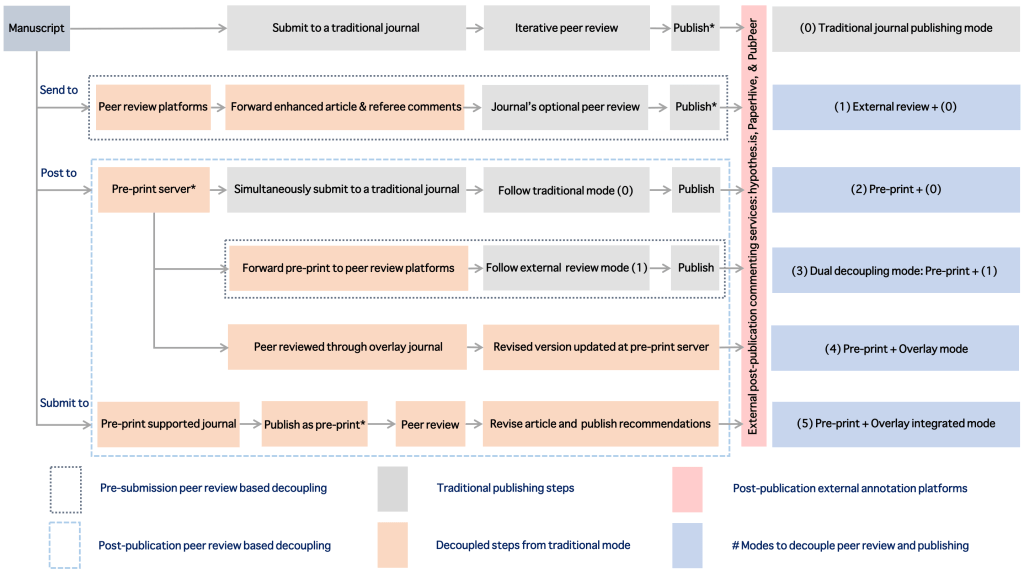 Manuscript
Submit to a traditional journal
Iterative peer review
Publish*
(0) Traditional journal publishing mode
Send to
Peer review platforms
Forward enhanced article & referee comments
Journal's optional peer review
Publish*
(1) External review + (0)
Post to
Pre-print server*
Simultaneously submit to a traditional journal
Follow traditional mode (0)
Publish
(2) Pre-print + (0)
Forward pre-print to peer review platforms
Follow external review mode (1)
Publish
(3) Dual decoupling mode: Pre-print + (1)
Peer reviewed through overlay journal
Revised version updated at pre-print server
(4) Pre-print + Overlay mode
Submit to
Pre-print supported journal
Publish as pre-print*
Peer review
Revise article and publish recommendations
(5) Pre-print + Overlay integrated mode
External post-publication commenting services: hypothes.is, PaperHive, & PubPeer
Pre-submission peer review based decoupling
Traditional publishing steps
Post-publication external annotation platforms
Post-publication peer review based decoupling
Decoupled steps from traditional mode
# Modes to decouple peer review and publishing